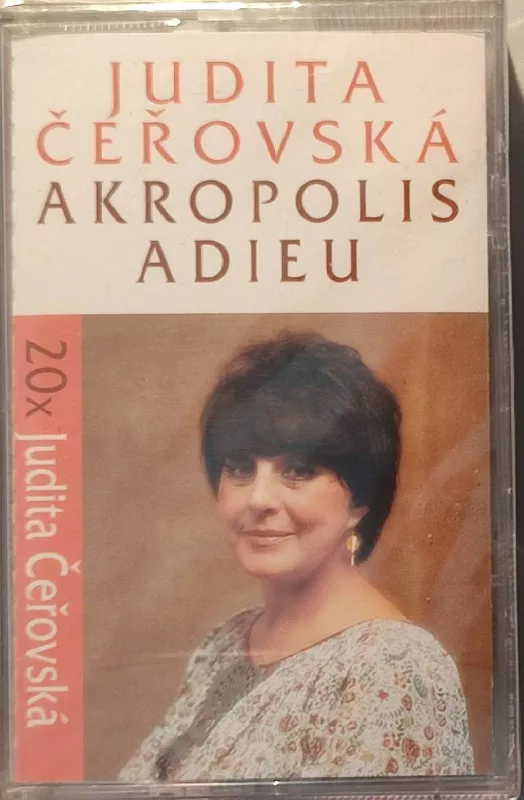 JUDITA
ČEŘOVSKÁ
AKROPOLIS
ADIEU
20x Judita Čeřovská